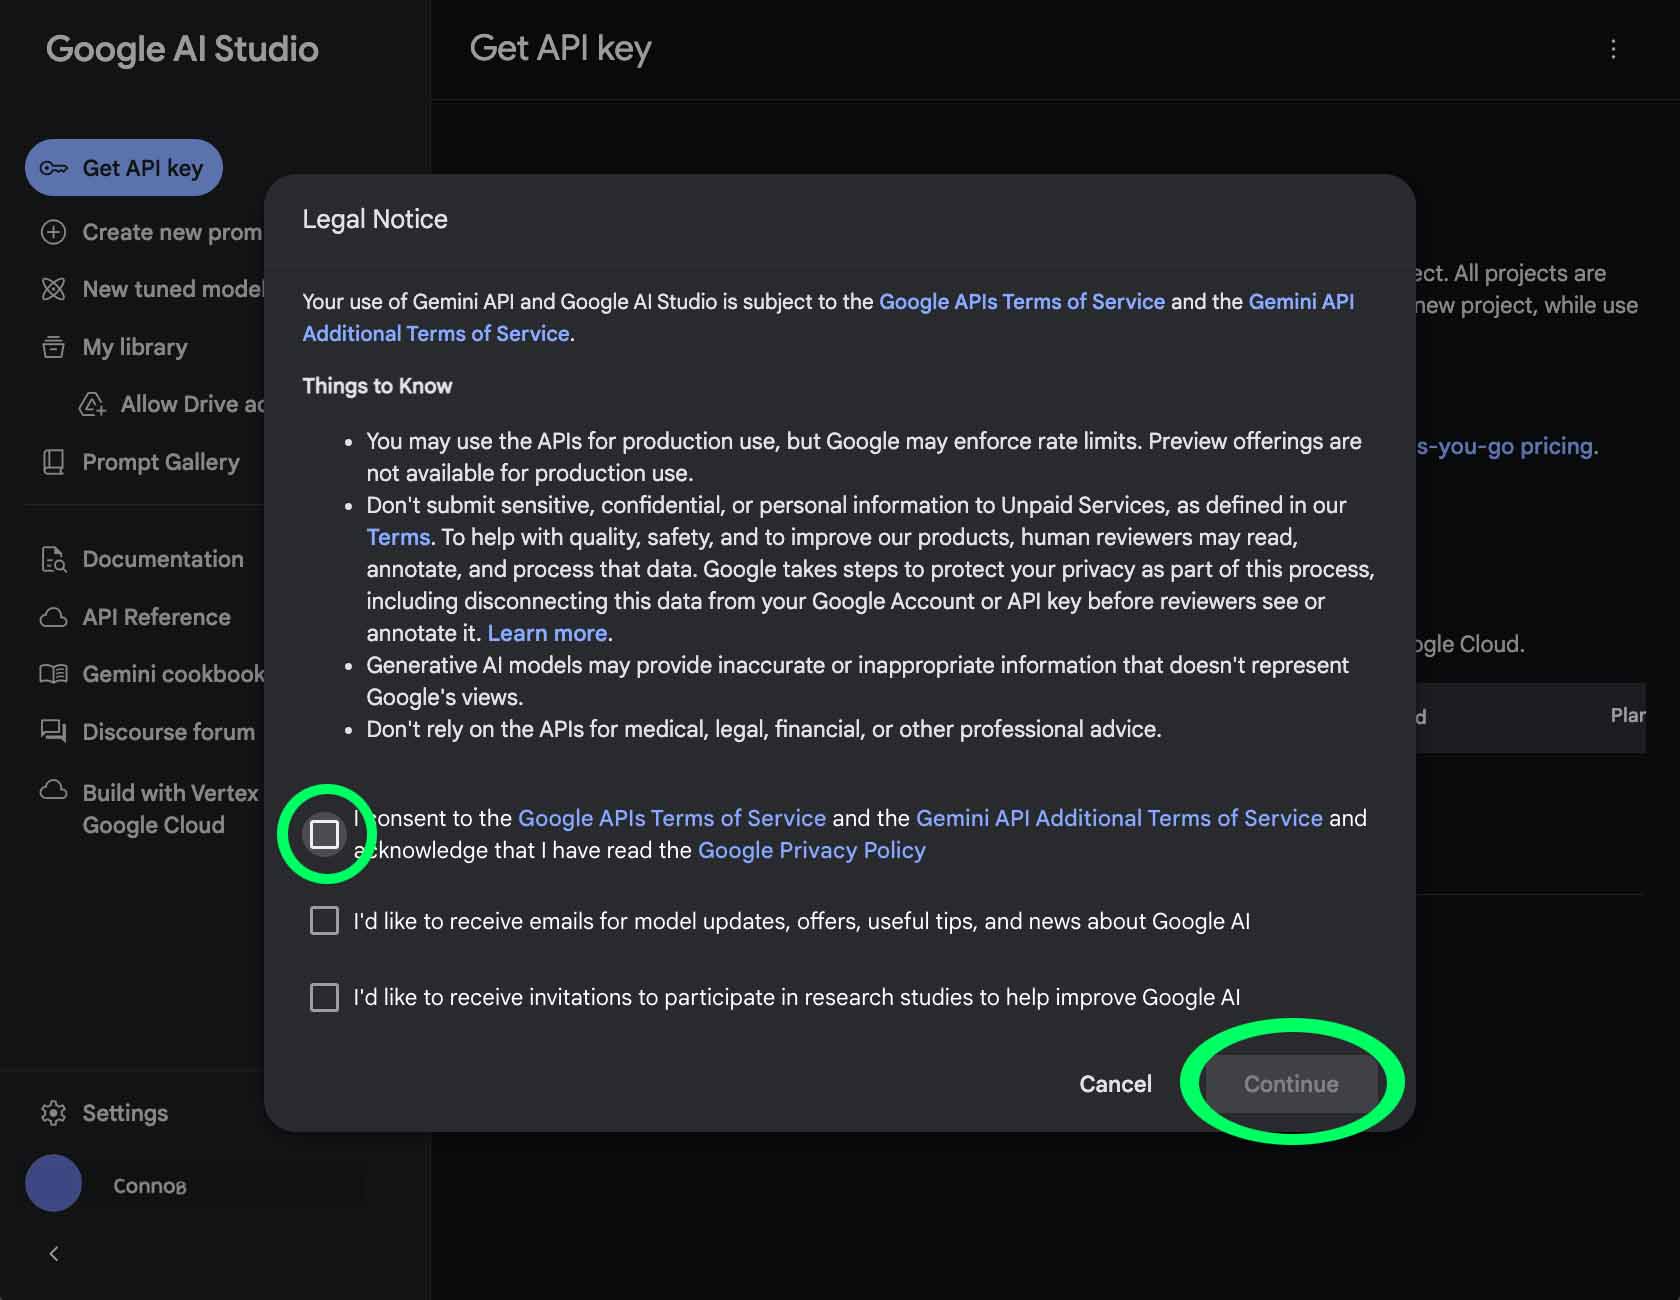 Google AI Studio
Get API key
Get API key
Create new prom
New tuned model
My library
Allow Drive ac
Prompt Gallery
Documentation
API Reference
Gemini cookbook
Discourse forum
Build with Vertex
Google Cloud
Settings
Connoʙ
Legal Notice
Your use of Gemini API and Google AI Studio is subject to the Google APIs Terms of Service and the Gemini API
Additional Terms of Service.
Things to Know
• You may use the APIs for production use, but Google may enforce rate limits. Preview offerings are
not available for production use.
• Don't submit sensitive, confidential, or personal information to Unpaid Services, as defined in our
Terms. To help with quality, safety, and to improve our products, human reviewers may read,
annotate, and process that data. Google takes steps to protect your privacy as part of this process,
including disconnecting this data from your Google Account or API key before reviewers see or
annotate it. Learn more.
• Generative AI models may provide inaccurate or inappropriate information that doesn't represent
Google's views.
• Don't rely on the APIs for medical, legal, financial, or other professional advice.
I consent to the Google APIs Terms of Service and the Gemini API Additional Terms of Service and
acknowledge that I have read the Google Privacy Policy
I'd like to receive emails for model updates, offers, useful tips, and news about Google AI
I'd like to receive invitations to participate in research studies to help improve Google AI
Cancel
Continue
ect. All projects are
new project, while use
s-you-go pricing.
ogle Cloud.
d
Plan